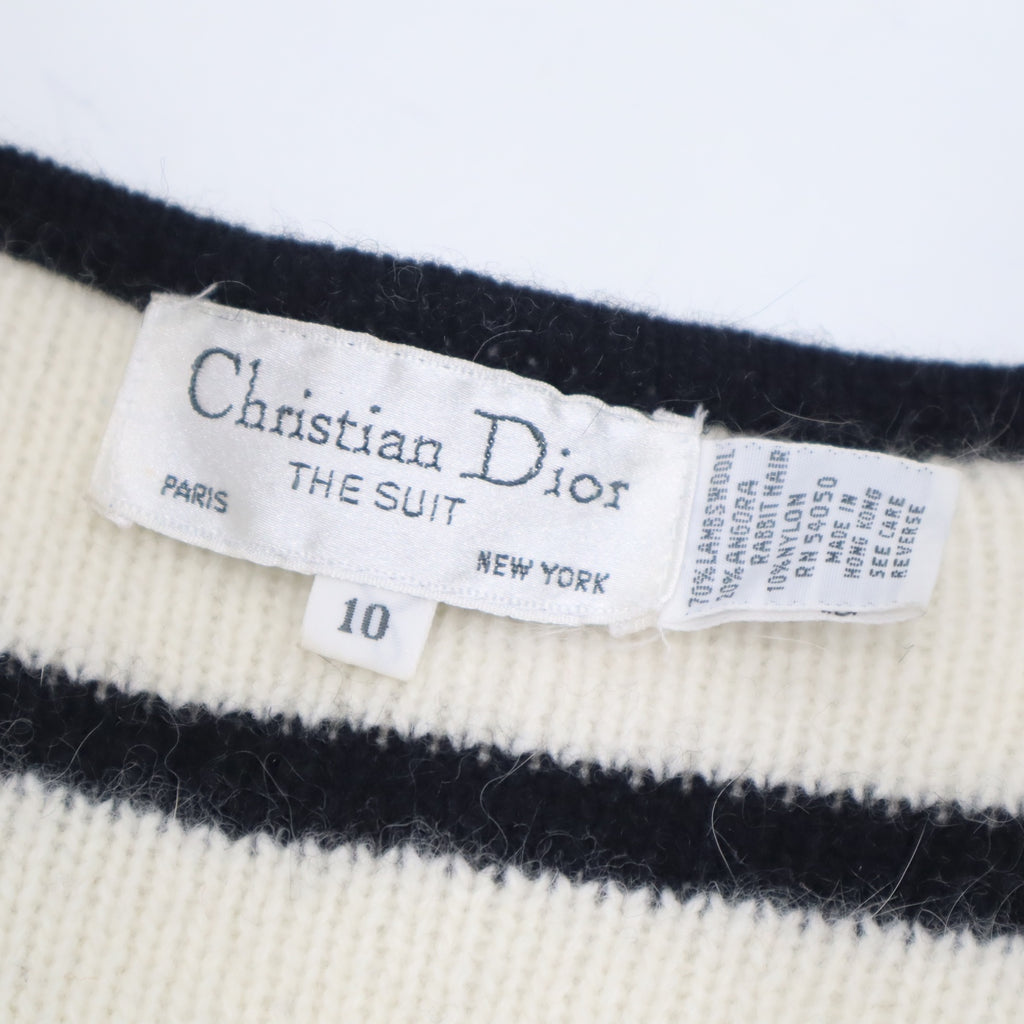 Christian Dior
THE SUIT
PARIS
NEW YORK
10
70% LAMBSWOOL
20% ANGORA
RABBIT HAIR
10% NYLON
RN 54050
MADE IN
HONG KONG
SEE CARE
REVERSE